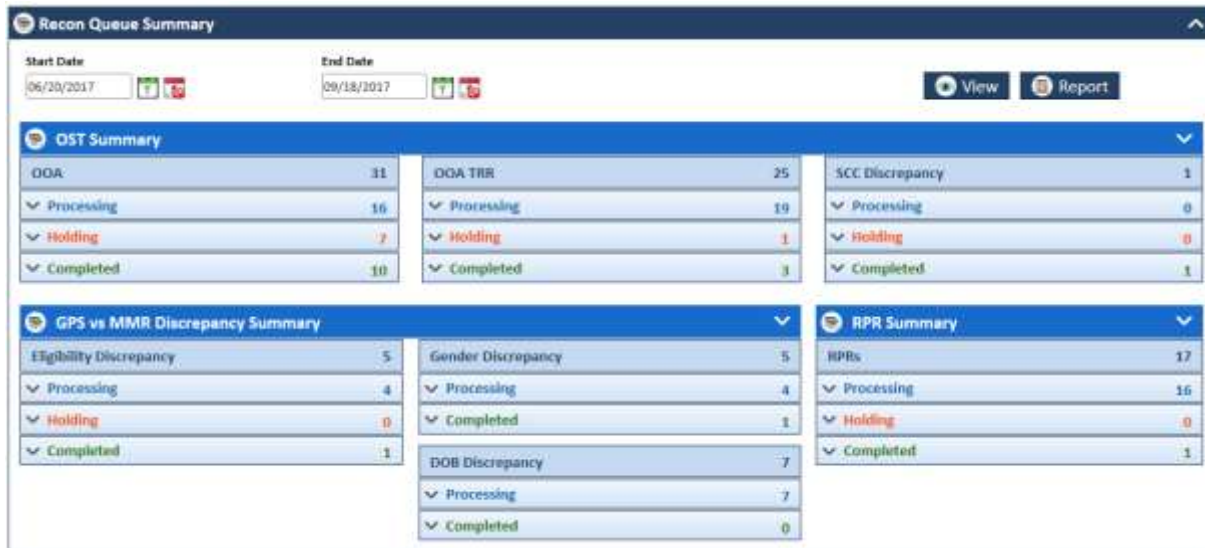 Recon Queue Summary
Start Date End Date
06/20/2017 09/18/2017 View Report
OST Summary
OOA 31 OOA TRR 25 SCC Discrepancy 1
Processing 16 Processing 19 Processing 0
Holding 7 Holding 1 Holding 0
Completed 10 Completed 3 Completed 1
GPS vs MMR Discrepancy Summary RPR Summary
Eligibility Discrepancy 5 Gender Discrepancy 5 RPRs 17
Processing 4 Processing 4 Processing 16
Holding 0 Completed 1 Holding 0
Completed 1 Completed 1
DOB Discrepancy 7
Processing 7
Completed 0